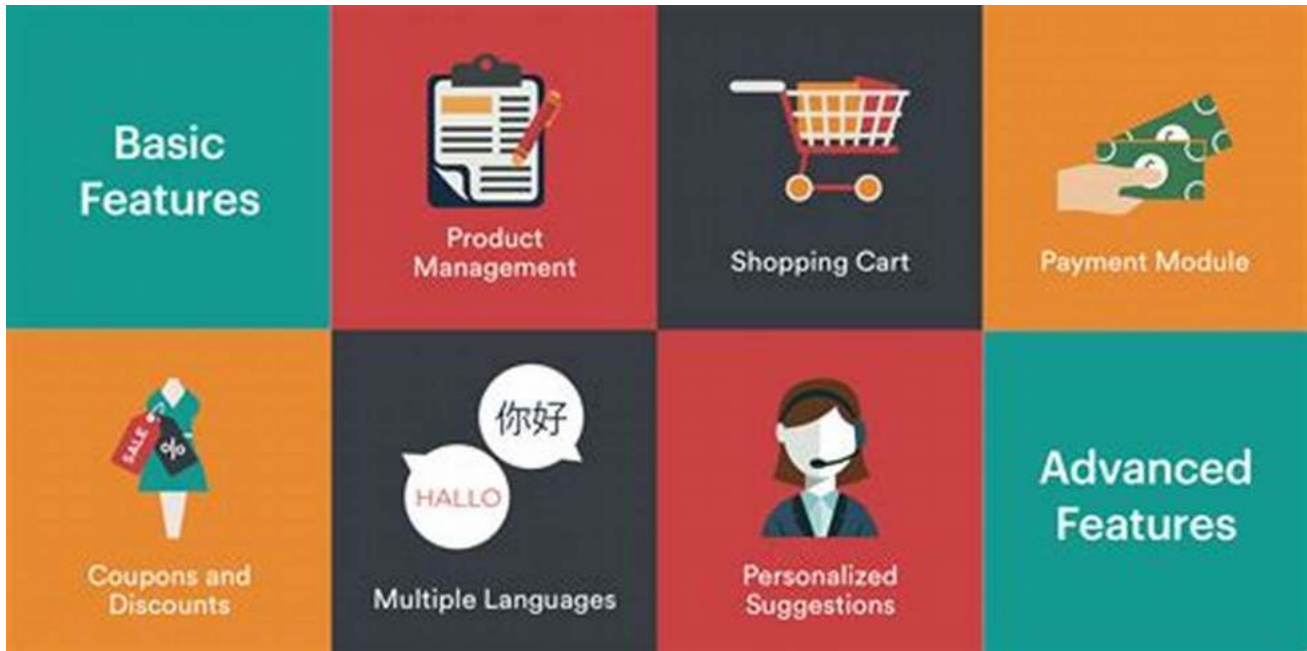 Basic
Features
Product
Management
Shopping Cart
Payment Module
SALE
%
Coupons and
Discounts
你好
HALLO
Multiple Languages
Personalized
Suggestions
Advanced
Features